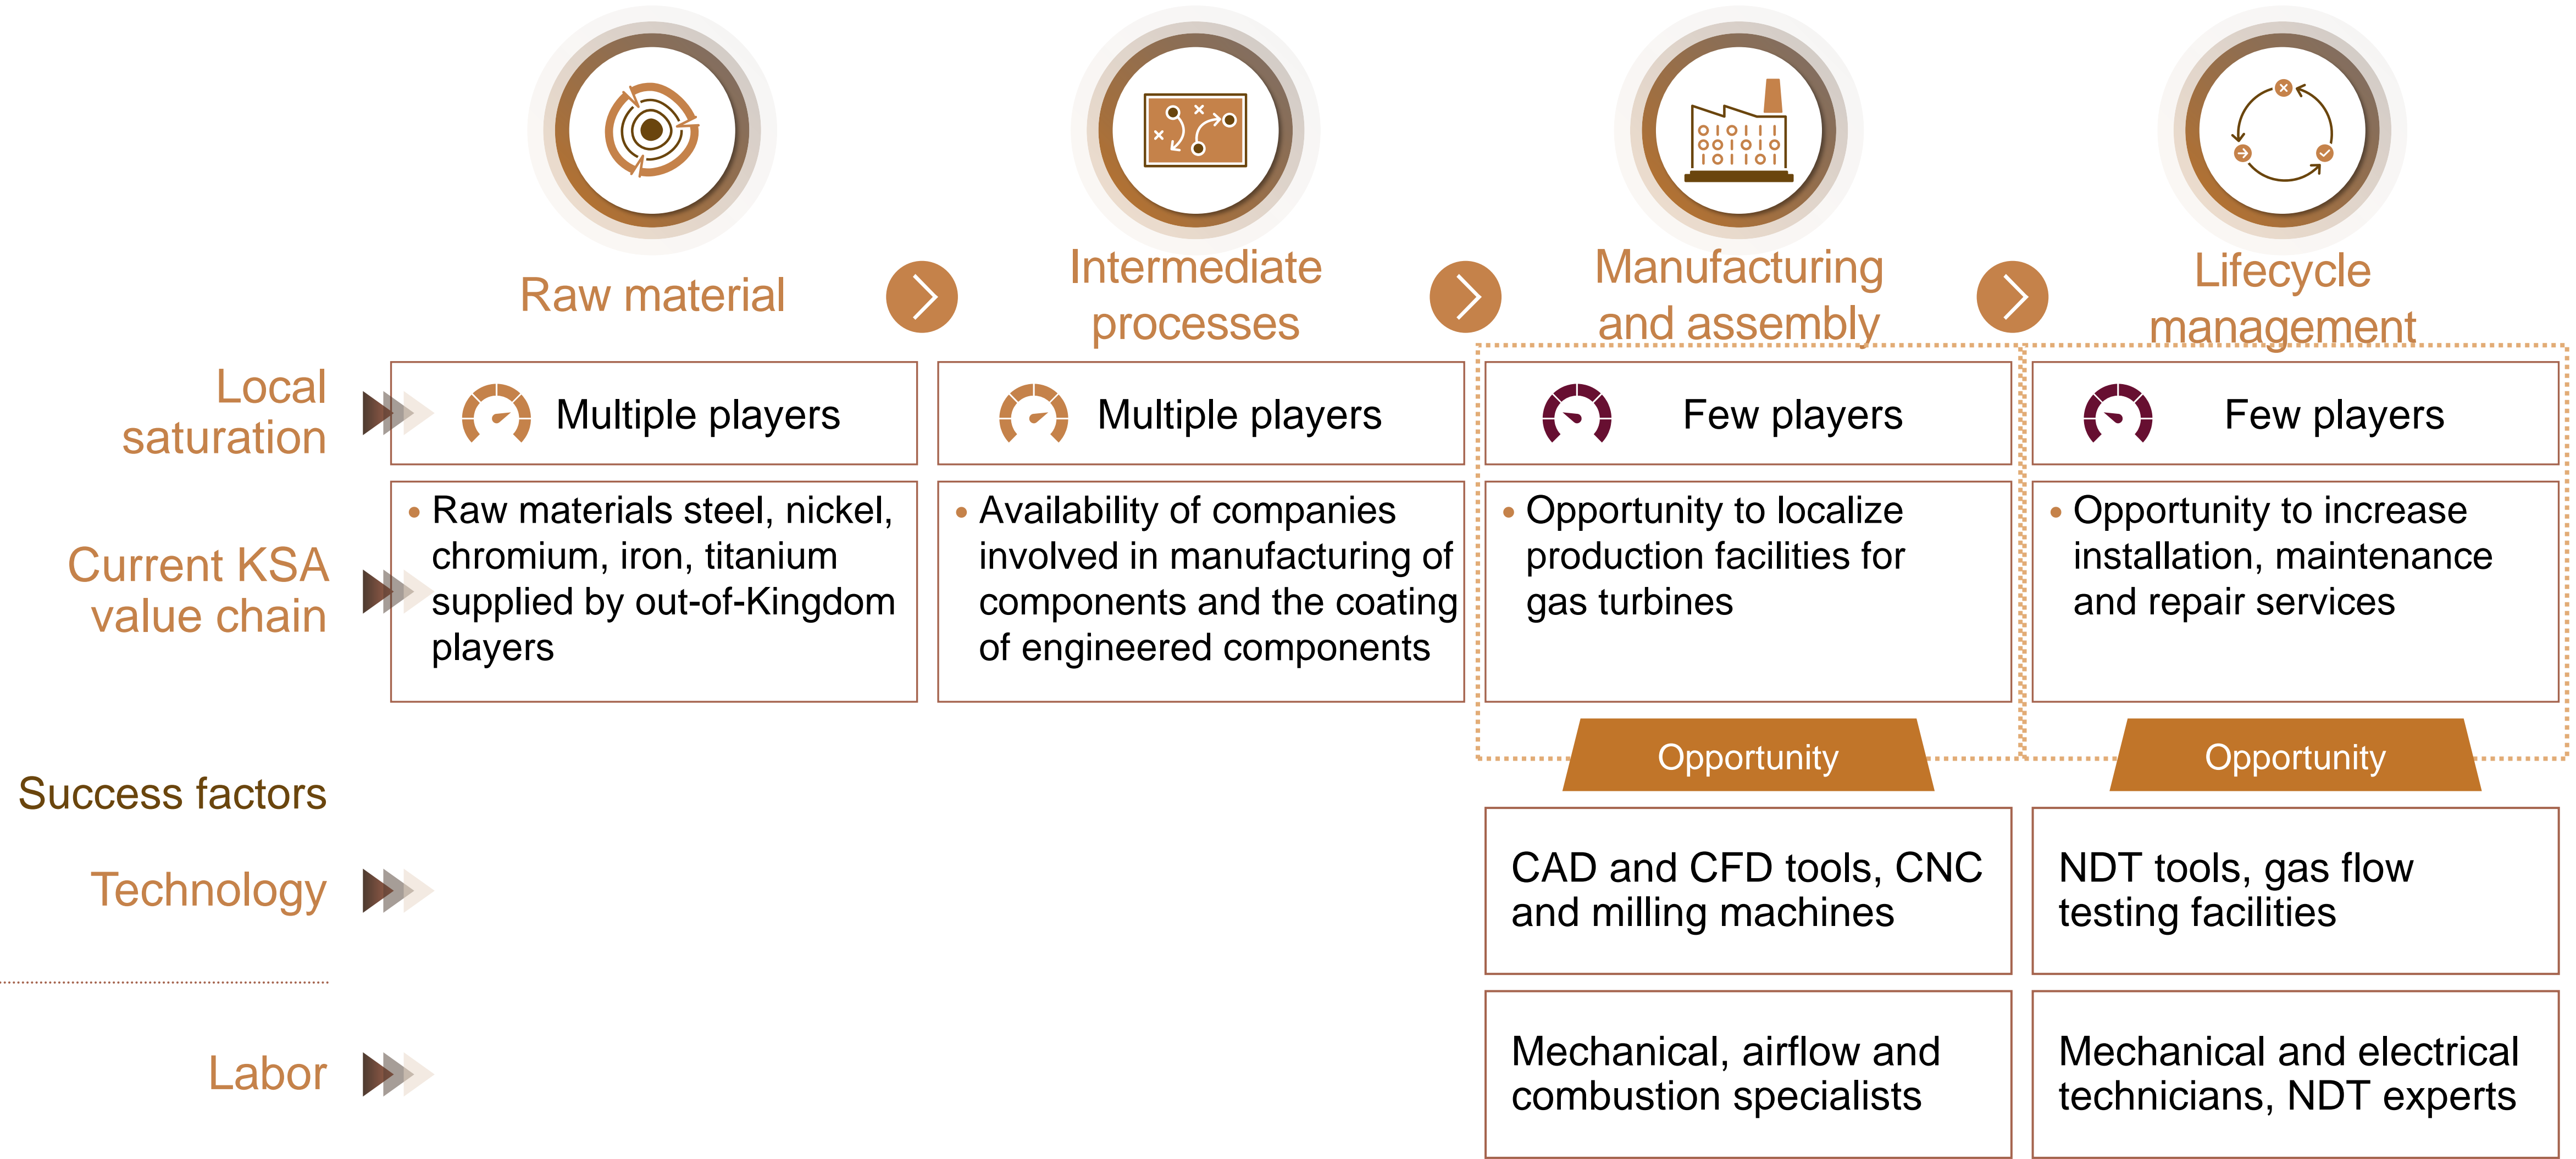 Raw material
Intermediate
processes
Manufacturing
and assembly
Lifecycle
management
Local
saturation
Multiple players
Multiple players
Few players
Few players
Current KSA
value chain
• Raw materials steel, nickel,
chromium, iron, titanium
supplied by out-of-Kingdom
players
• Availability of companies
involved in manufacturing of
components and the coating
of engineered components
• Opportunity to localize
production facilities for
gas turbines
• Opportunity to increase
installation, maintenance
and repair services
Opportunity
Opportunity
Success factors
Technology
CAD and CFD tools, CNC
and milling machines
NDT tools, gas flow
testing facilities
Labor
Mechanical, airflow and
combustion specialists
Mechanical and electrical
technicians, NDT experts